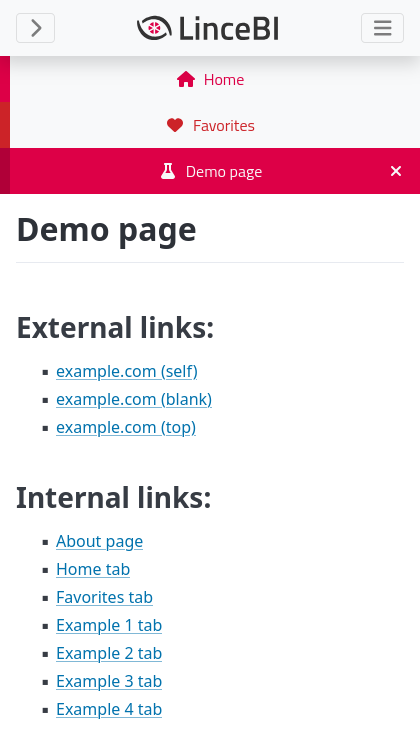 LinceBI
Home
Favorites
Demo page
Demo page
External links:
example.com (self)
example.com (blank)
example.com (top)
Internal links:
About page
Home tab
Favorites tab
Example 1 tab
Example 2 tab
Example 3 tab
Example 4 tab